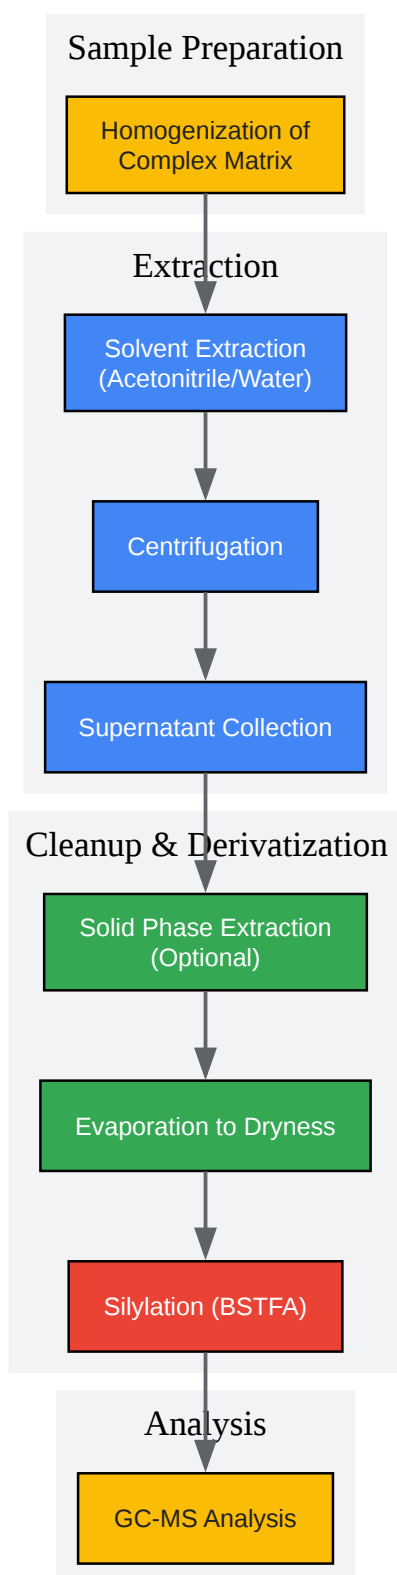 Sample Preparation
Homogenization of
Complex Matrix
Extraction
Solvent Extraction
(Acetonitrile/Water)
Centrifugation
Supernatant Collection
Cleanup & Derivatization
Solid Phase Extraction
(Optional)
Evaporation to Dryness
Silylation (BSTFA)
Analysis
GC-MS Analysis